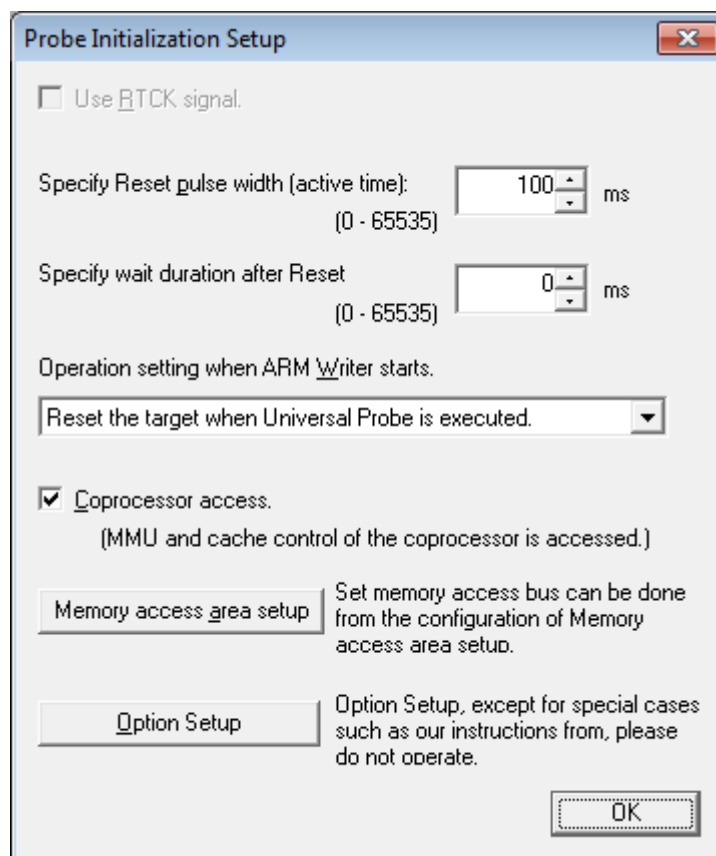 Probe Initialization Setup
Use RTCK signal.
Specify Reset pulse width (active time):
100
ms
(0 - 65535)
Specify wait duration after Reset
0
ms
(0 - 65535)
Operation setting when ARM Writer starts.
Reset the target when Universal Probe is executed.
Coprocessor access.
(MMU and cache control of the coprocessor is accessed.)
Memory access area setup
Set memory access bus can be done
from the configuration of Memory
access area setup.
Option Setup
Option Setup, except for special cases
such as our instructions from, please
do not operate.
OK